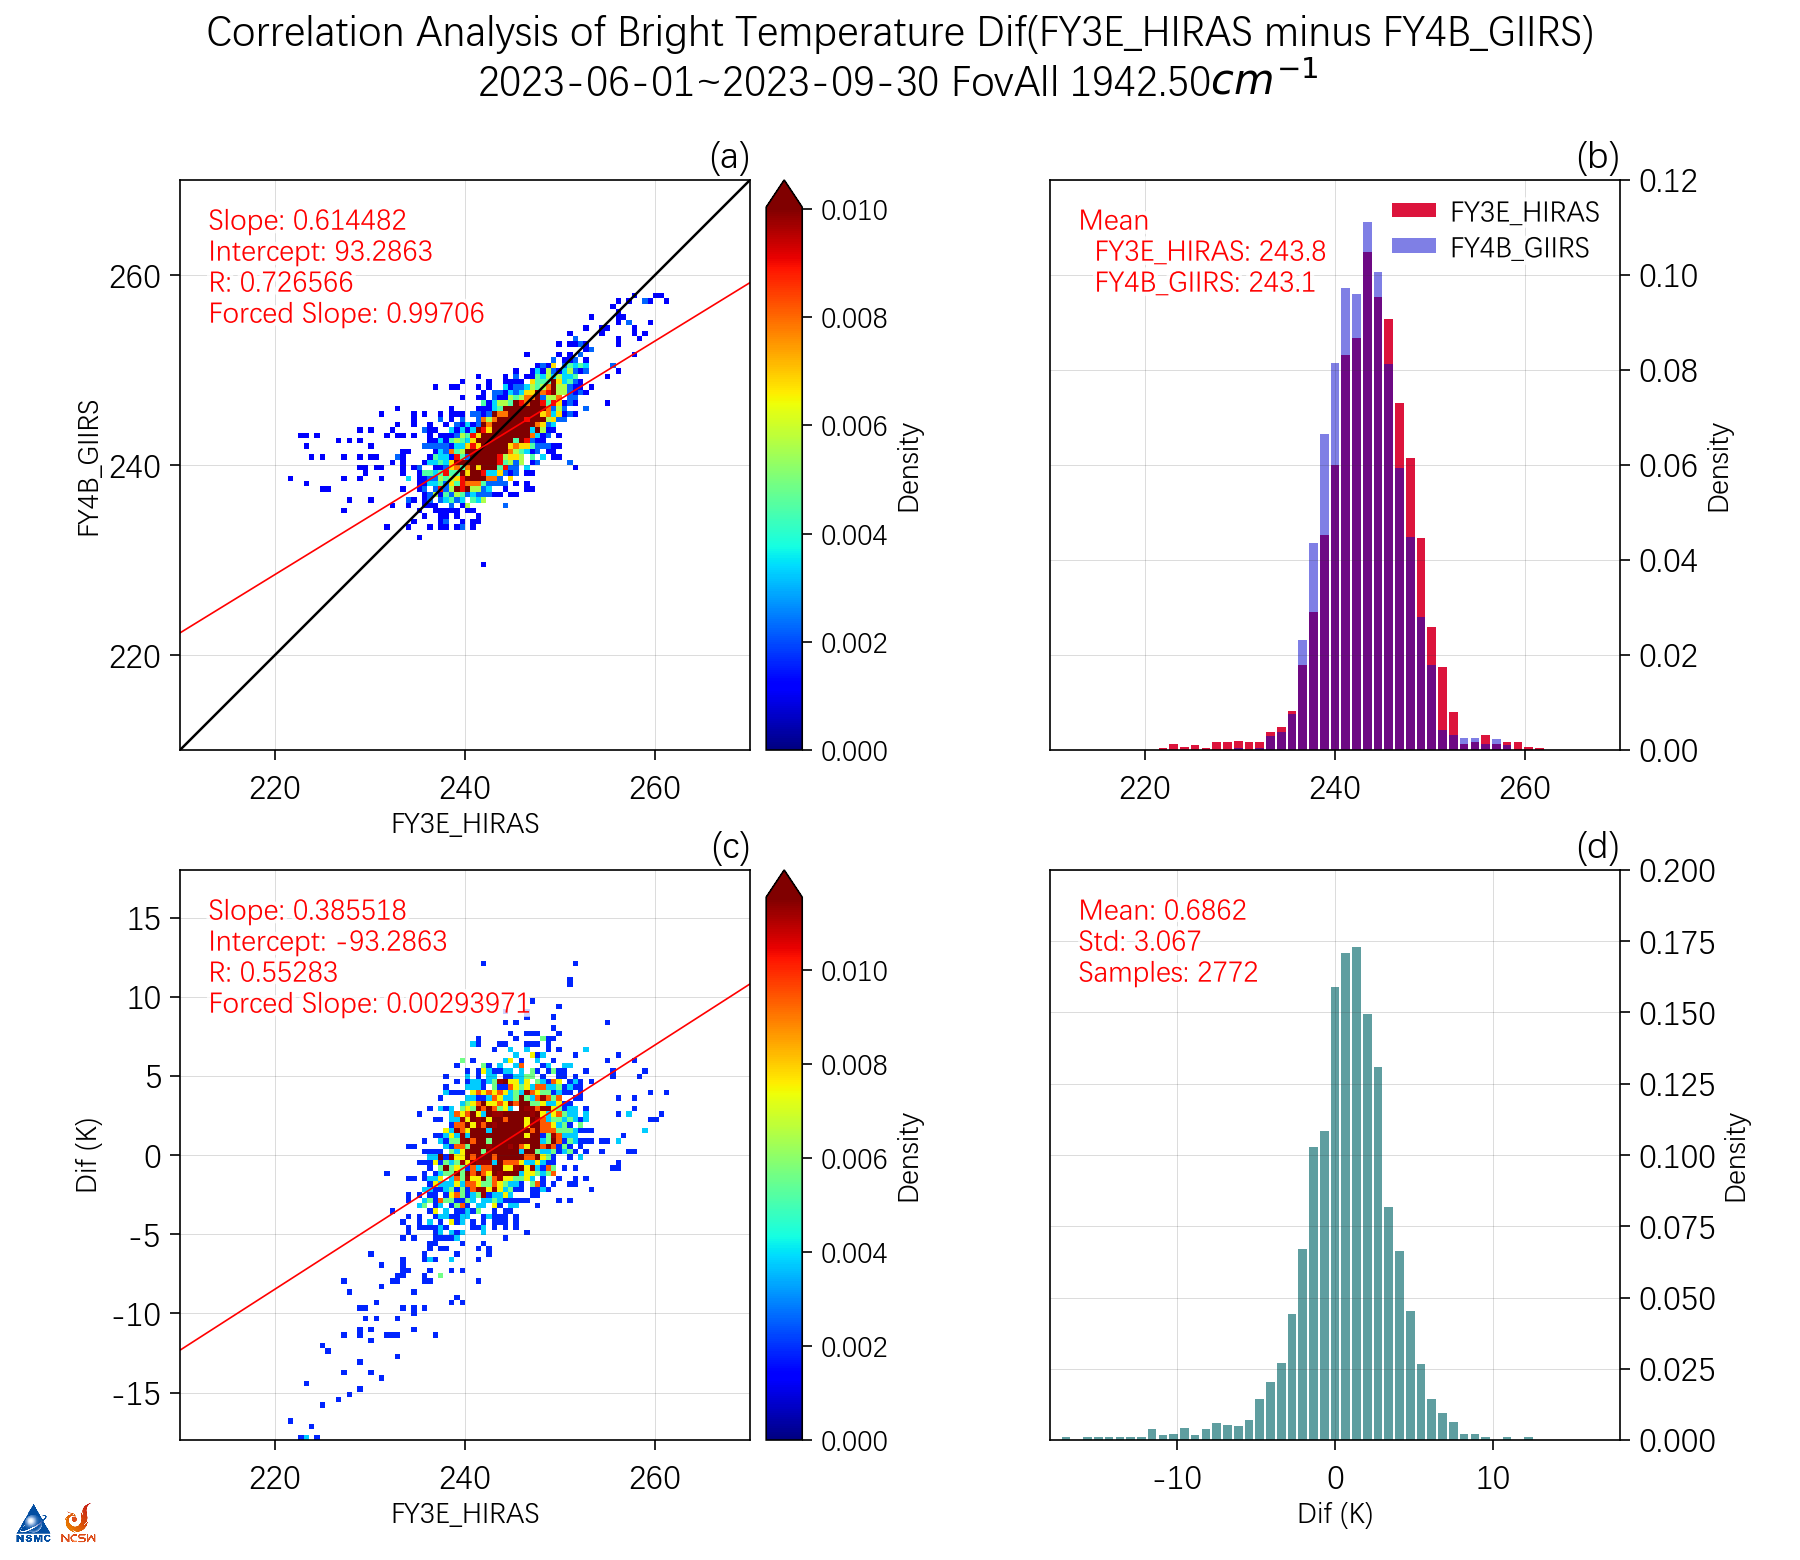 Correlation Analysis of Bright Temperature Dif(FY3E_HIRAS minus FY4B_GIIRS)
2023-06-01~2023-09-30 FovAll 1942.50cm⁻¹
(a)
Slope: 0.614482
Intercept: 93.2863
R: 0.726566
Forced Slope: 0.99706
260
240
220
FY4B_GIIRS
220 240 260
FY3E_HIRAS
0.010
0.008
0.006
0.004
0.002
0.000
Density
(b)
Mean
FY3E_HIRAS: 243.8
FY4B_GIIRS: 243.1
FY3E_HIRAS
FY4B_GIIRS
0.12
0.10
0.08
0.06
0.04
0.02
0.00
Density
220 240 260
(c)
Slope: 0.385518
Intercept: -93.2863
R: 0.55283
Forced Slope: 0.00293971
15
10
5
0
-5
-10
-15
Dif (K)
220 240 260
FY3E_HIRAS
0.010
0.008
0.006
0.004
0.002
0.000
Density
(d)
Mean: 0.6862
Std: 3.067
Samples: 2772
0.200
0.175
0.150
0.125
0.100
0.075
0.050
0.025
0.000
Density
-10 0 10
Dif (K)
NSMC NCSW